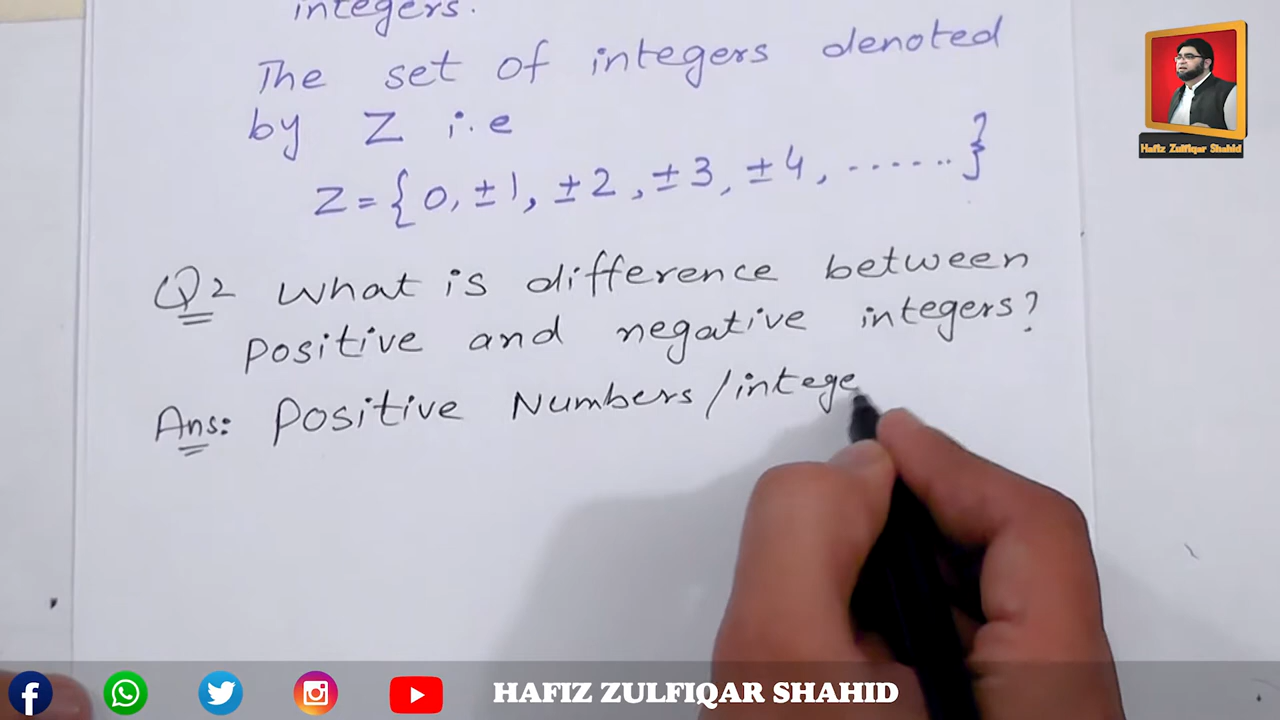 integers.
The set of integers denoted
by Z i.e
Z = { 0, ±1, ±2, ±3, ±4, ...... }
Q2 What is difference between
positive and negative integers?
Ans: Positive Numbers/intege
Hafiz Zulfiqar Shahid
HAFIZ ZULFIQAR SHAHID